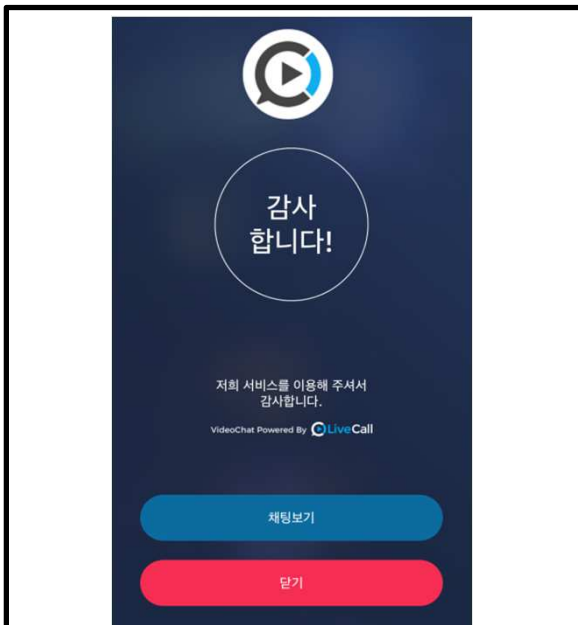 감사
합니다!
저희 서비스를 이용해 주셔서
감사합니다.
VideoChat Powered By LiveCall
채팅보기
닫기